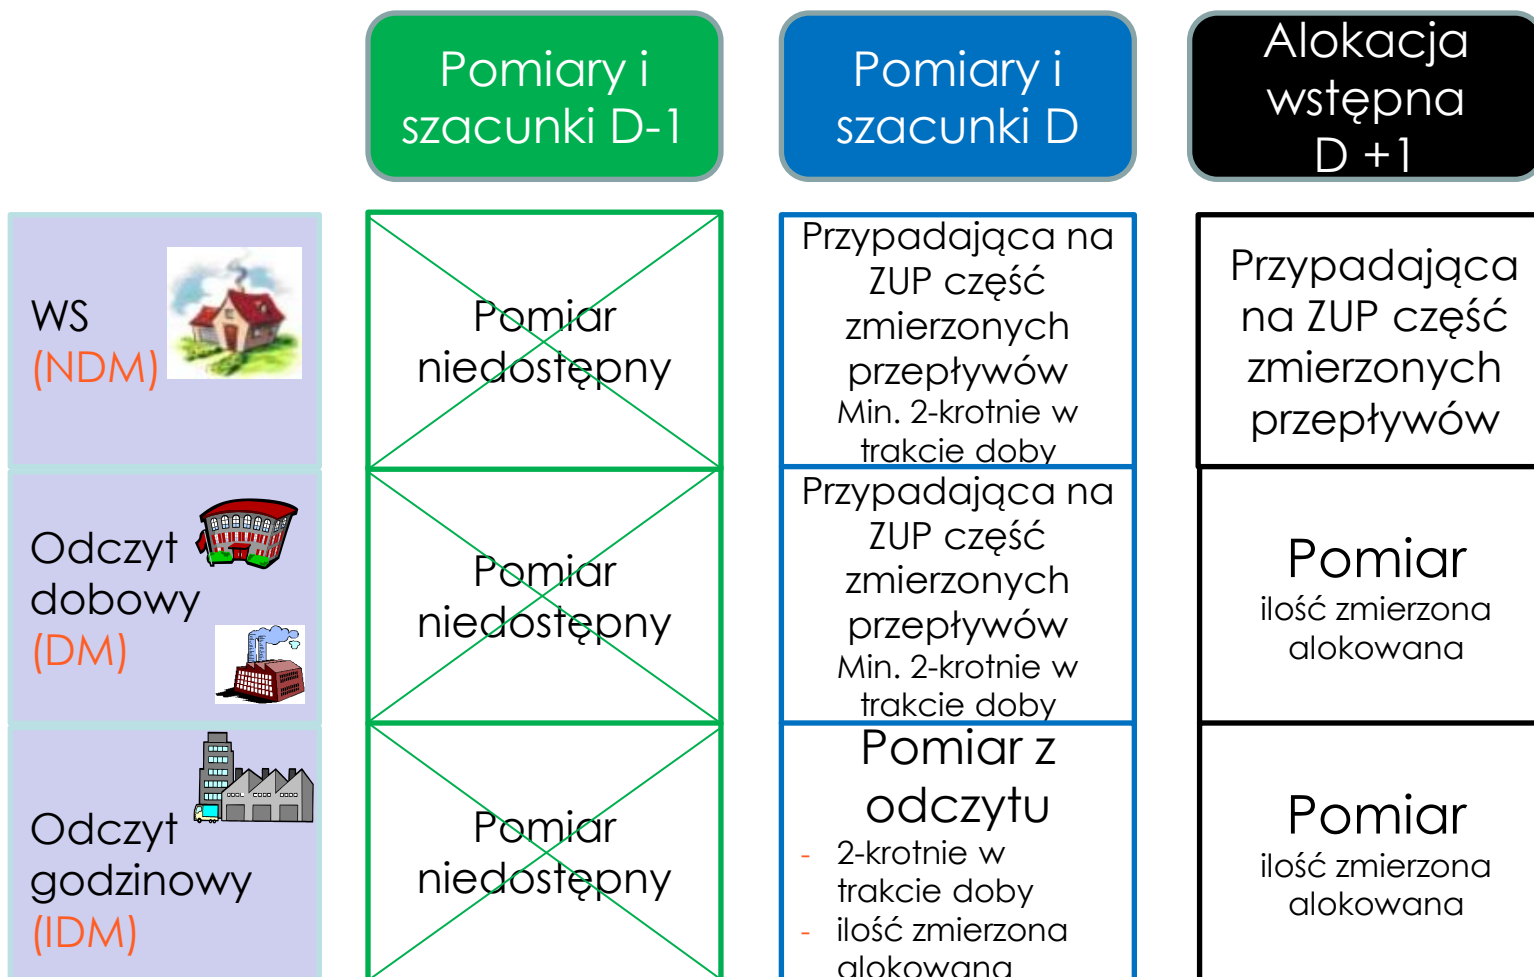 Pomiary i
szacunki D-1
Pomiary i
szacunki D
Alokacja
wstępna
D +1
WS
(NDM)
Pomiar
niedostępny
Przypadająca na
ZUP część
zmierzonych
przepływów
Min. 2-krotnie w
trakcie doby
Przypadająca
na ZUP część
zmierzonych
przepływów
Odczyt
dobowy
(DM)
Pomiar
niedostępny
Przypadająca na
ZUP część
zmierzonych
przepływów
Min. 2-krotnie w
trakcie doby
Pomiar
ilość zmierzona
alokowana
Odczyt
godzinowy
(IDM)
Pomiar
niedostępny
Pomiar z
odczytu
- 2-krotnie w
trakcie doby
- ilość zmierzona
alokowana
Pomiar
ilość zmierzona
alokowana